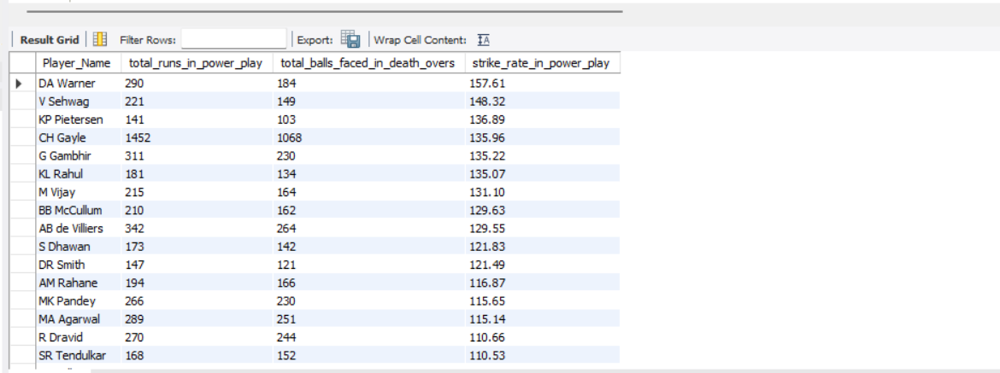 Result Grid Filter Rows: Export: Wrap Cell Content: IA
Player_Name total_runs_in_power_play total_balls_faced_in_death_overs strike_rate_in_power_play
DA Warner 290 184 157.61
V Sehwag 221 149 148.32
KP Pietersen 141 103 136.89
CH Gayle 1452 1068 135.96
G Gambhir 311 230 135.22
KL Rahul 181 134 135.07
M Vijay 215 164 131.10
BB McCullum 210 162 129.63
AB de Villiers 342 264 129.55
S Dhawan 173 142 121.83
DR Smith 147 121 121.49
AM Rahane 194 166 116.87
MK Pandey 266 230 115.65
MA Agarwal 289 251 115.14
R Dravid 270 244 110.66
SR Tendulkar 168 152 110.53